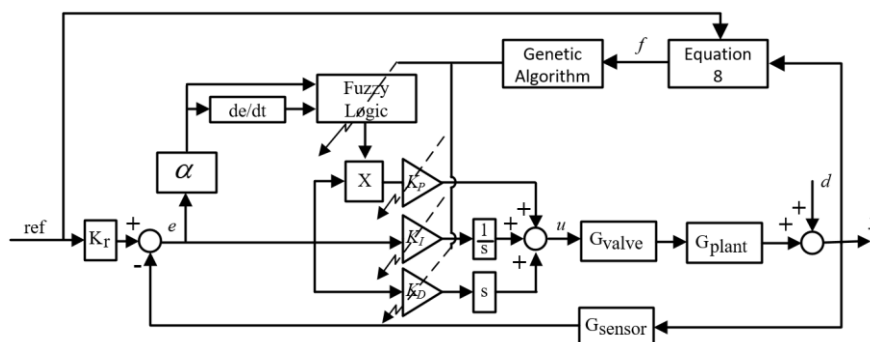 f
Genetic
Algorithm
Equation
8
Fuzzy
Logic
de/dt
α
X
K_P
d
ref
K_r
+
-
e
K_I
1
s
+
+
+
u
G_valve
G_plant
+
+
K_D
s
G_sensor